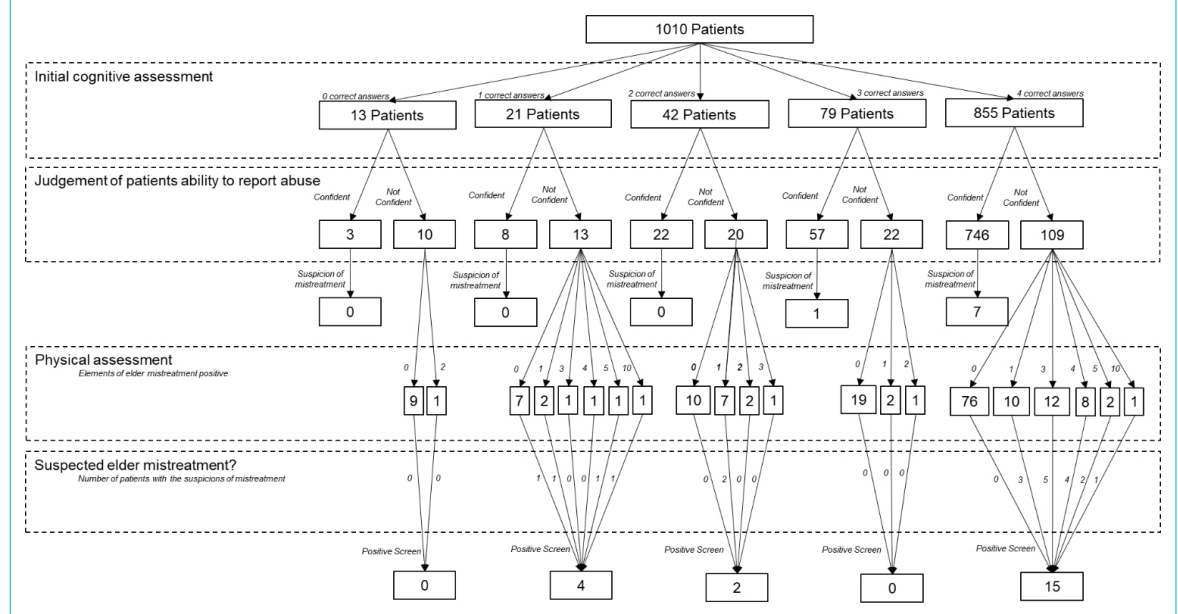 1010 Patients
Initial cognitive assessment
0 correct answers 1 correct answers 2 correct answers 3 correct answers 4 correct answers
13 Patients 21 Patients 42 Patients 79 Patients 855 Patients
Judgement of patients ability to report abuse
Confident Not Confident Confident Not Confident Confident Not Confident Confident Not Confident Confident Not Confident
3 10 8 13 22 20 57 22 746 109
Suspicion of mistreatment Suspicion of mistreatment Suspicion of mistreatment Suspicion of mistreatment Suspicion of mistreatment
0 0 0 1 7
Physical assessment
Elements of elder mistreatment positive
0 2 0 1 3 4 5 10 0 1 2 3 0 1 2 0 1 3 4 5 10
9 1 7 2 1 1 1 1 10 7 2 1 19 2 1 76 10 12 8 2 1
Suspected elder mistreatment?
Number of patients with the suspicions of mistreatment
0 0 1 1 0 0 1 1 0 2 0 0 0 0 0 0 3 5 4 2 1
Positive Screen Positive Screen Positive Screen Positive Screen Positive Screen
0 4 2 0 15